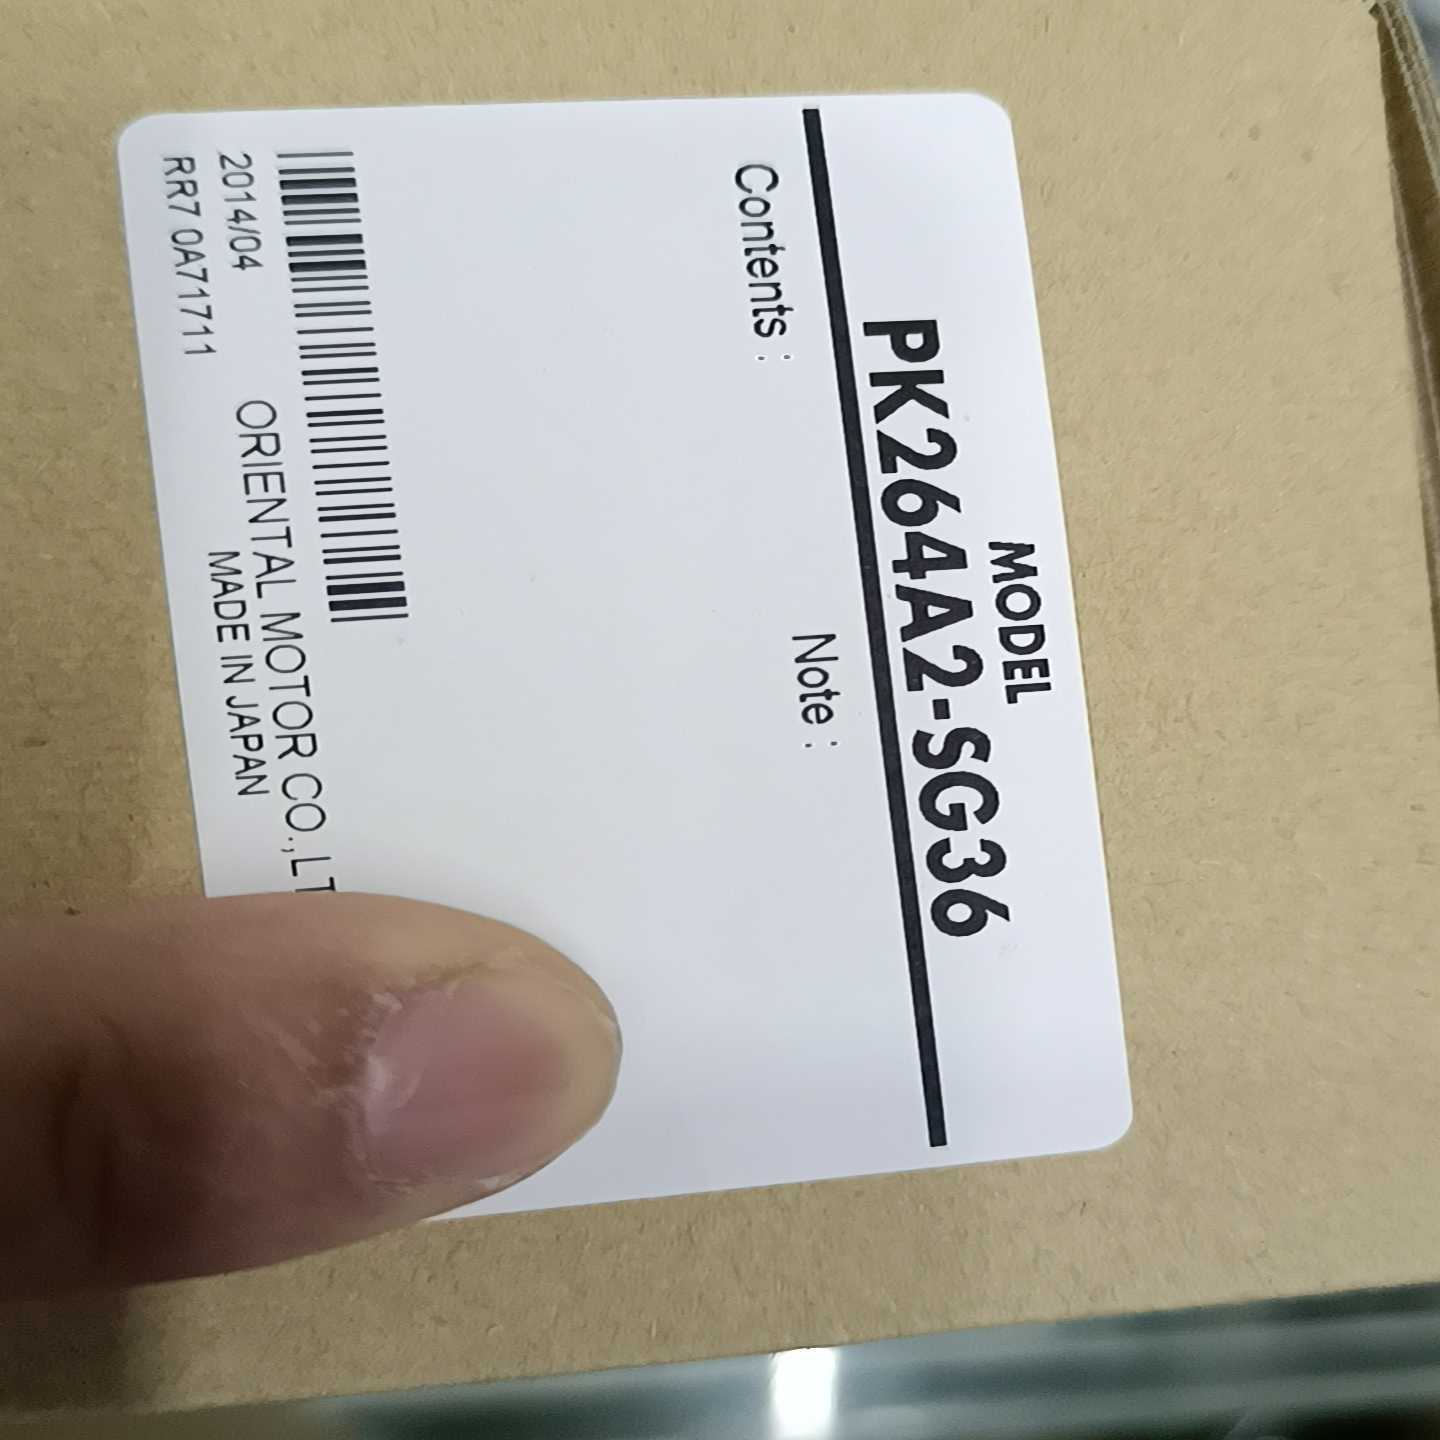 MODEL
PK264A2-SG36
Contents : Note :
2014/04 ORIENTAL MOTOR CO.,LT
RR7 0A71711 MADE IN JAPAN